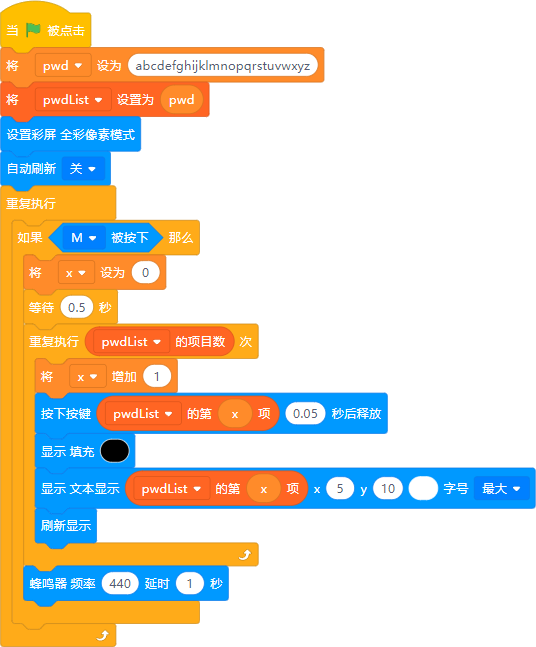 当 被点击
将 pwd 设为 abcdefghijklmnopqrstuvwxyz
将 pwdList 设置为 pwd
设置彩屏 全彩像素模式
自动刷新 关
重复执行
如果 M 被按下 那么
将 x 设为 0
等待 0.5 秒
重复执行 pwdList 的项目数 次
将 x 增加 1
按下按键 pwdList 的第 x 项 0.05 秒后释放
显示 填充
显示 文本显示 pwdList 的第 x 项 x 5 y 10 字号 最大
刷新显示
蜂鸣器 频率 440 延时 1 秒